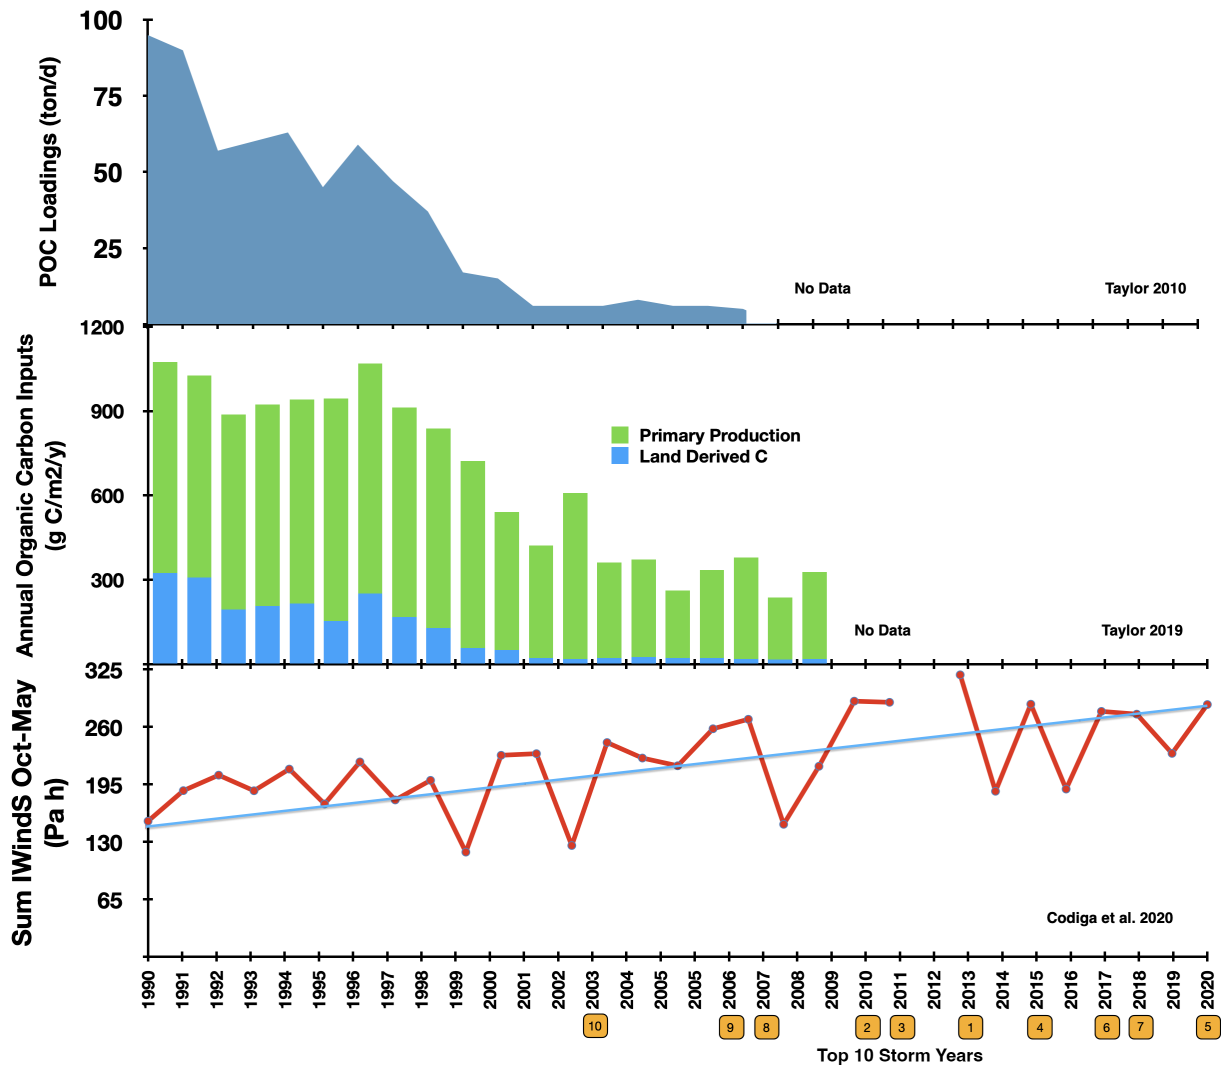 100
75
50
25
POC Loadings (ton/d)
No Data
Taylor 2010
1200
900
600
300
Annual Organic Carbon Inputs
(g C/m2/y)
Primary Production
Land Derived C
No Data
Taylor 2019
325
260
195
130
65
Sum IWindS Oct-May
(Pa h)
Codiga et al. 2020
1990 1991 1992 1993 1994 1995 1996 1997 1998 1999 2000 2001 2002 2003 2004 2005 2006 2007 2008 2009 2010 2011 2012 2013 2014 2015 2016 2017 2018 2019 2020
10 9 8 2 3 1 4 6 7 5
Top 10 Storm Years